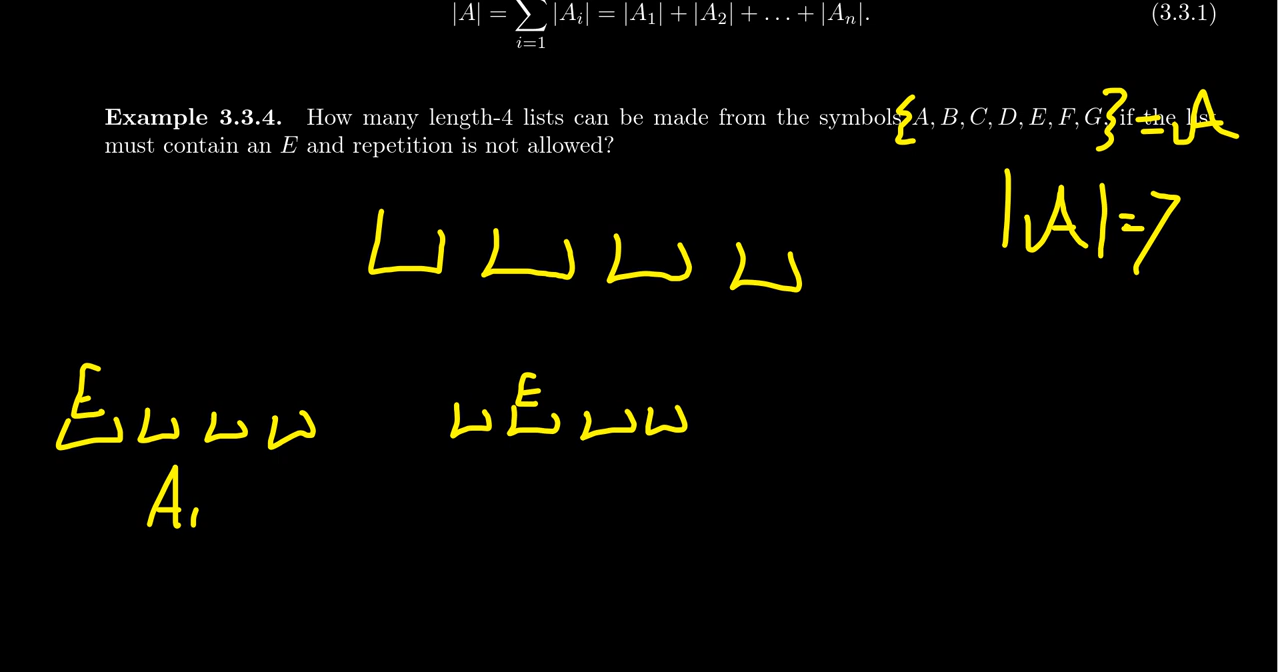 |A| = ∑_{i=1} |A_i| = |A_1| + |A_2| + ... + |A_n|. (3.3.1)
Example 3.3.4. How many length-4 lists can be made from the symbols {A, B, C, D, E, F, G} = A if the list
must contain an E and repetition is not allowed?
|A| = 7
E E
A_1